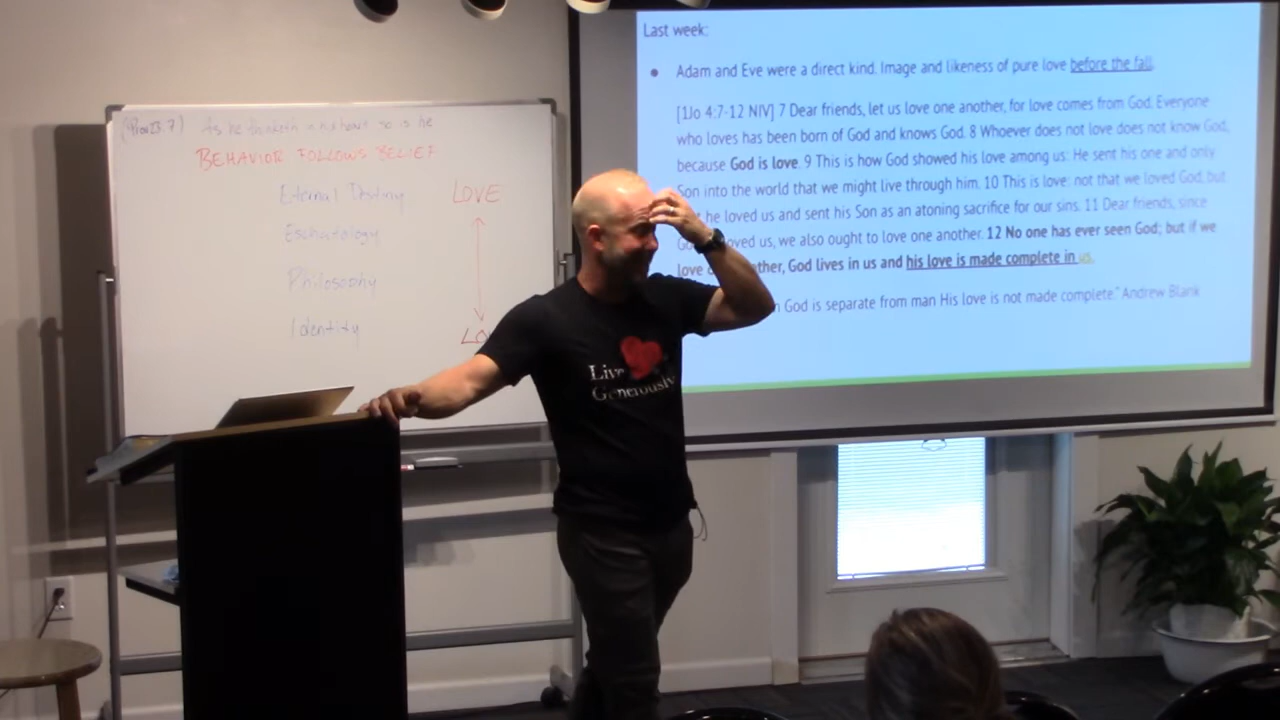 (Prov 23:7) As he thinketh in his heart so is he
BEHAVIOR FOLLOWS BELIEF
Eternal Destiny
LOVE
Eschatology
Philosophy
Identity
Last week:
Adam and Eve were a direct kind. Image and likeness of pure love before the fall.
[1Jo 4:7-12 NIV] 7 Dear friends, let us love one another, for love comes from God. Everyone
who loves has been born of God and knows God. 8 Whoever does not love does not know God,
because God is love. 9 This is how God showed his love among us: He sent his one and only
Son into the world that we might live through him. 10 This is love: not that we loved God, but
he loved us and sent his Son as an atoning sacrifice for our sins. 11 Dear friends, since
loved us, we also ought to love one another. 12 No one has ever seen God; but if we
love other, God lives in us and his love is made complete in us.
God is separate from man His love is not made complete." Andrew Blank
Live
Generously